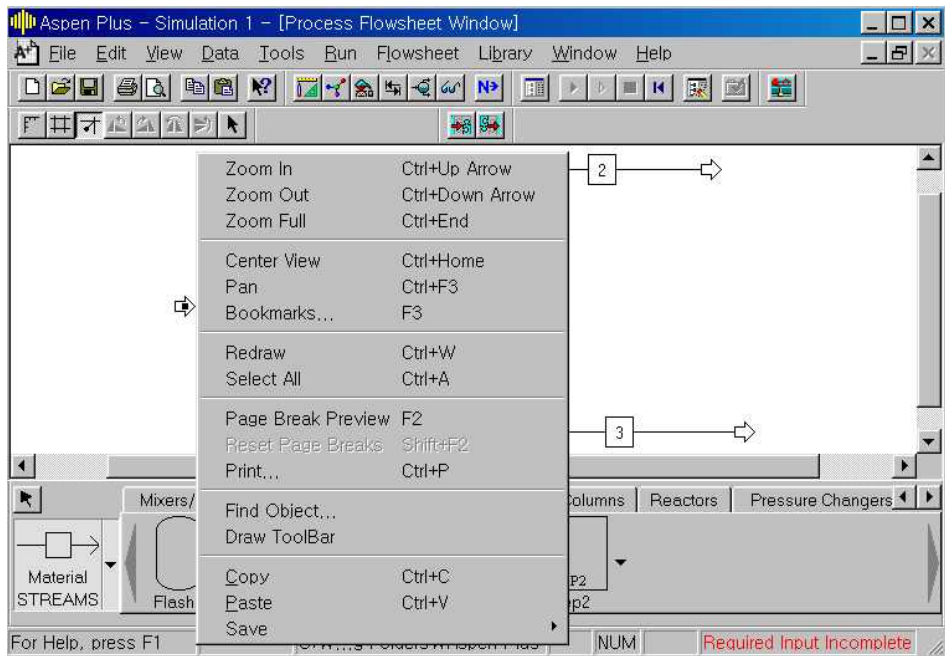 Aspen Plus - Simulation 1 - [Process Flowsheet Window]
File Edit View Data Tools Run Flowsheet Library Window Help
N>
2
Zoom In Ctrl+Up Arrow
Zoom Out Ctrl+Down Arrow
Zoom Full Ctrl+End
Center View Ctrl+Home
Pan Ctrl+F3
Bookmarks... F3
Redraw Ctrl+W
Select All Ctrl+A
Page Break Preview F2
Reset Page Breaks Shift+F2
3
Print... Ctrl+P
Mixers/ Columns Reactors Pressure Changers
Find Object...
Draw ToolBar
Material
STREAMS
Flash
Copy Ctrl+C
Paste Ctrl+V
Save
For Help, press F1 NUM Required Input Incomplete